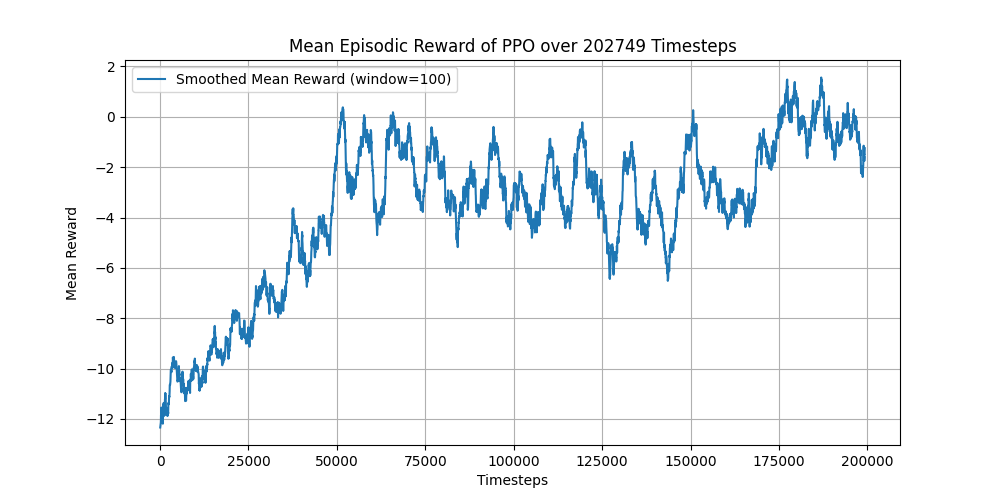 Mean Episodic Reward of PPO over 202749 Timesteps
Smoothed Mean Reward (window=100)
Mean Reward
2
0
−2
−4
−6
−8
−10
−12
0 25000 50000 75000 100000 125000 150000 175000 200000
Timesteps